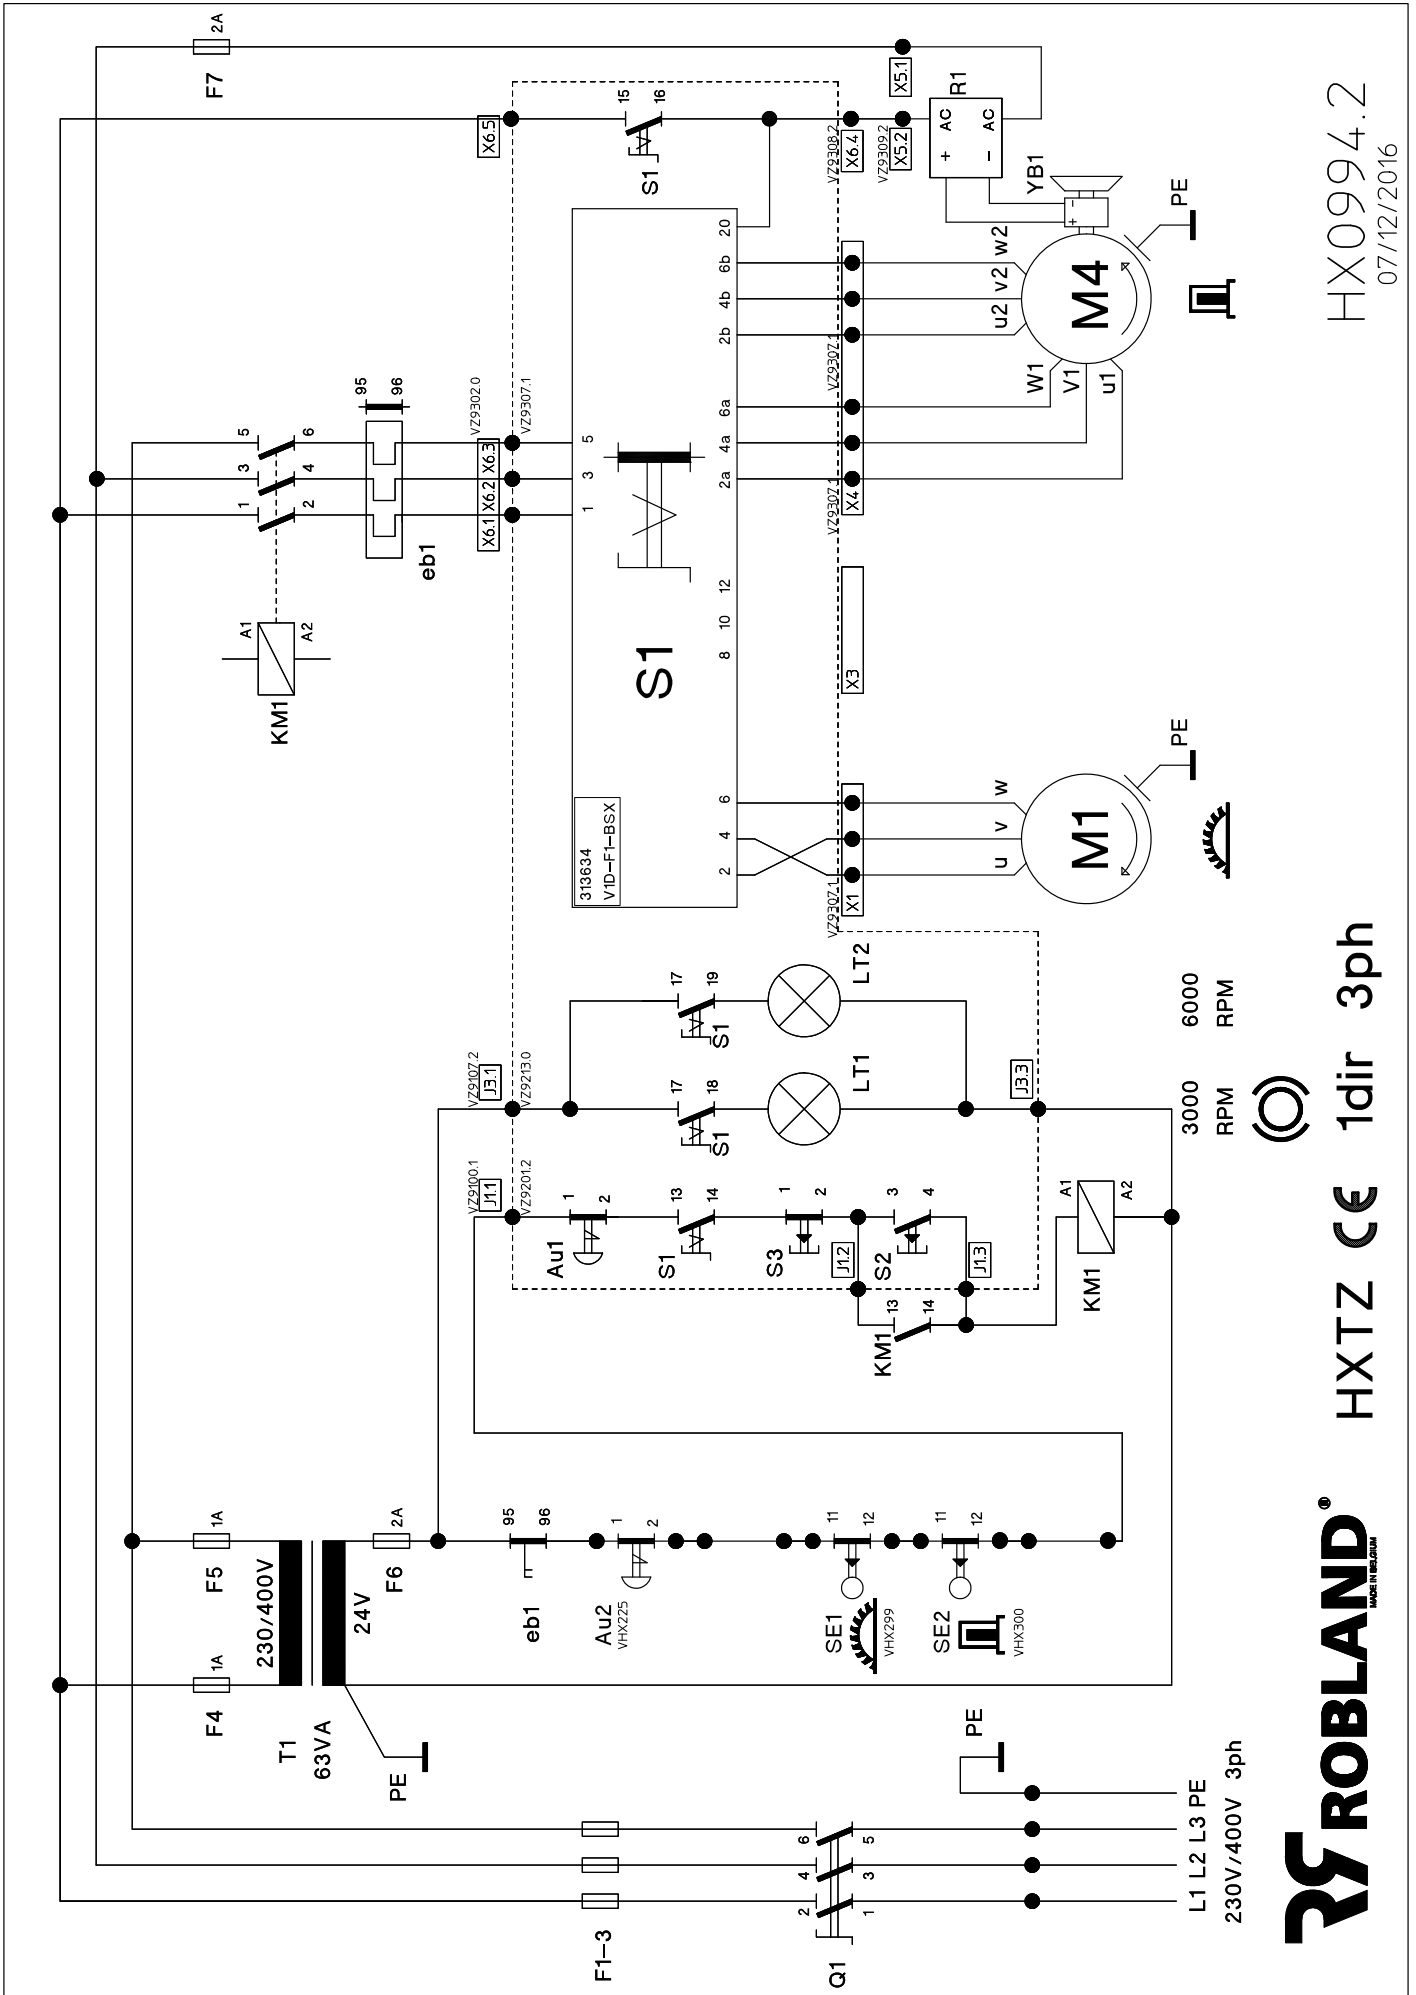 F7
2A
X5.1
X6.5
15
16
S1
VZ9308.2
X6.4
VZ9309.2
X5.2
R1
AC
AC
+
−
YB1
+
−
PE
HX0994.2
07/12/2016
5
3
1
6
4
2
95
96
eb1
VZ9302.0
VZ9307.1
X6.1
X6.2
X6.3
A1
A2
KM1
1
3
5
S1
313634
V1D-F1-BSX
20
6b
4b
2b
6a
4a
2a
12
10
8
6
4
2
VZ9307.1
VZ9307.1
X4
X3
VZ9307.1
X1
u2
v2
w2
W1
V1
u1
M4
u
v
w
M1
PE
VZ9107.2
J3.1
VZ9213.0
17
19
S1
LT2
17
18
S1
LT1
J3.3
VZ9100.1
J1.1
VZ9201.2
1
2
Au1
13
14
S1
1
2
S3
J1.2
3
4
S2
J1.3
13
14
KM1
A1
A2
KM1
3000
RPM
6000
RPM
F5
1A
F4
1A
230/400V
24V
T1
63VA
PE
F6
2A
95
96
eb1
1
2
Au2
VHX225
11
12
SE1
VHX299
11
12
SE2
VHX300
PE
F1-3
6
4
2
5
3
1
Q1
L1 L2 L3 PE
230V/400V 3ph
ROBLAND®
MADE IN BELGIUM
HXTZ CE 1dir 3ph